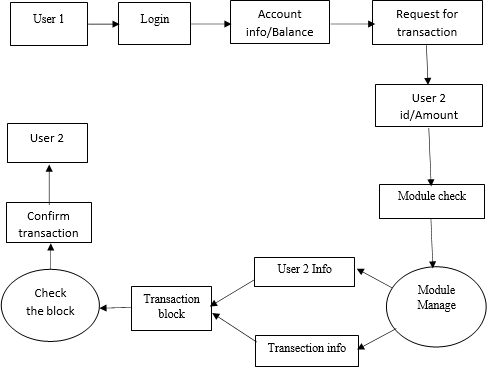 User 1
Login
Account
info/Balance
Request for
transaction
User 2
id/Amount
Module check
Module
Manage
User 2 Info
Transection info
Transaction
block
Check
the block
Confirm
transaction
User 2